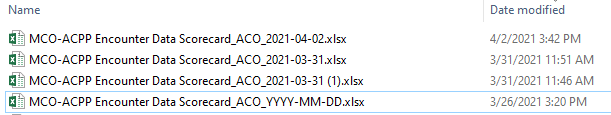 Name Date modified
MCO-ACPP Encounter Data Scorecard_ACO_2021-04-02.xlsx 4/2/2021 3:42 PM
MCO-ACPP Encounter Data Scorecard_ACO_2021-03-31.xlsx 3/31/2021 11:51 AM
MCO-ACPP Encounter Data Scorecard_ACO_2021-03-31 (1).xlsx 3/31/2021 11:46 AM
MCO-ACPP Encounter Data Scorecard_ACO_YYYY-MM-DD.xlsx 3/26/2021 3:20 PM